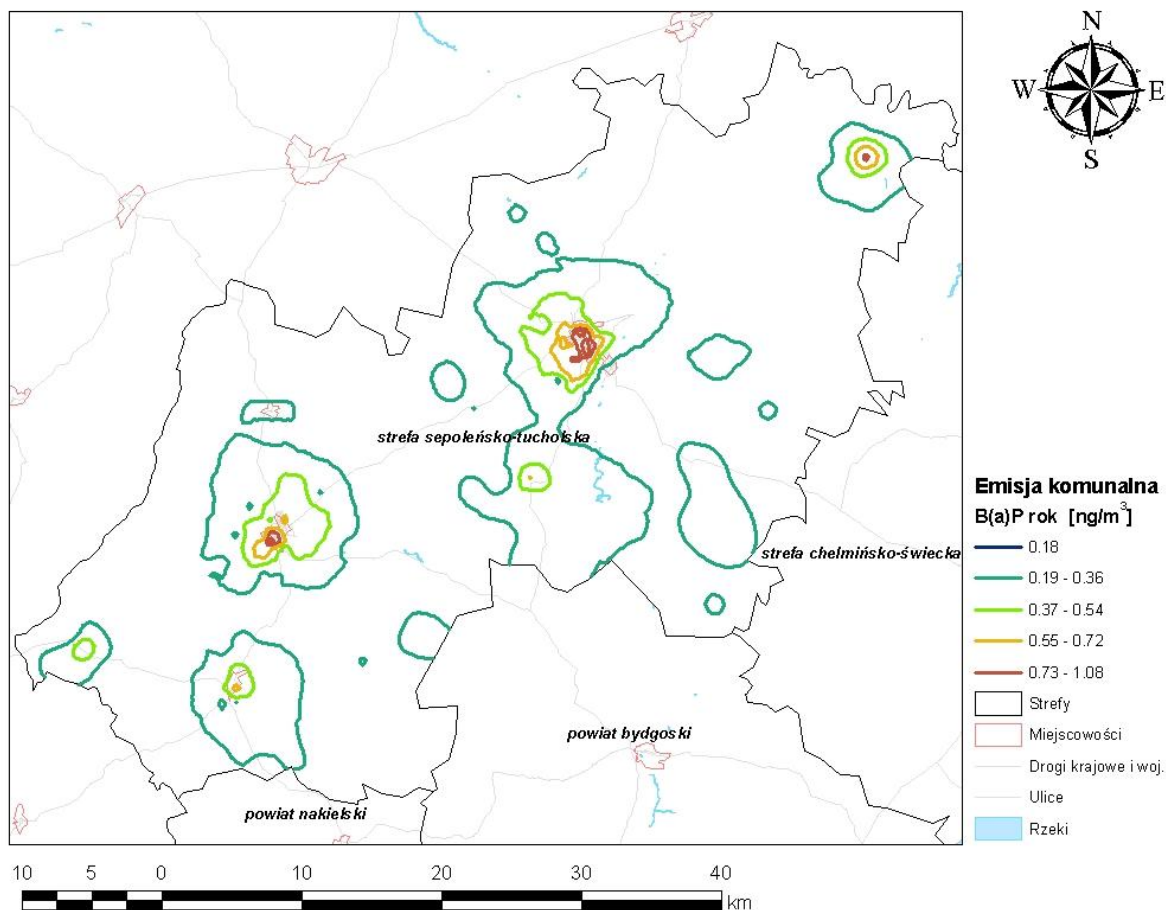 N
W
E
S
strefa sepoleńsko-tucholska
strefa chelmińsko-świecka
powiat bydgoski
powiat nakielski
Emisja komunalna
B(a)P rok [ng/m³]
0.18
0.19 - 0.36
0.37 - 0.54
0.55 - 0.72
0.73 - 1.08
Strefy
Miejscowości
Drogi krajowe i woj.
Ulice
Rzeki
10 5 0 10 20 30 40
km